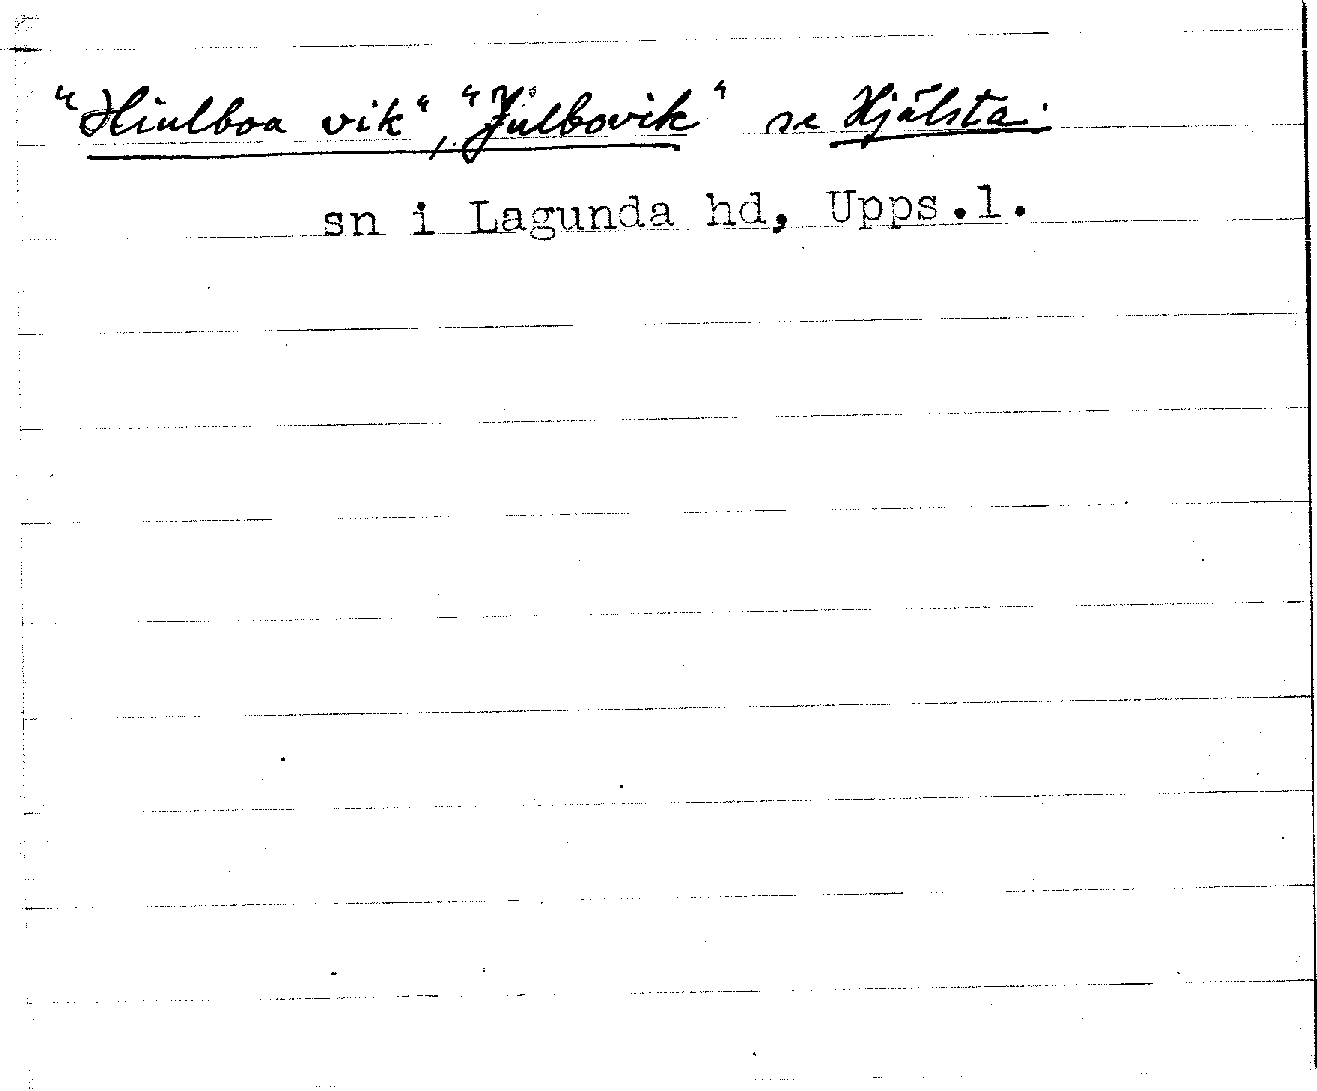 "Hiulboa vik", "Julbovik" se Hjälsta.
sn i Lagunda hd, Upps.l.